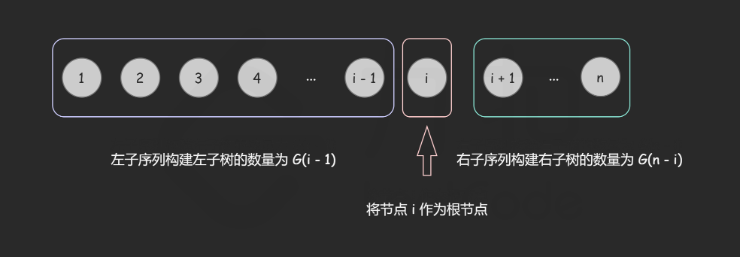 1 2 3 4 ... i - 1 i i + 1 ... n
左子序列构建左子树的数量为 G(i - 1) 右子序列构建右子树的数量为 G(n - i)
将节点 i 作为根节点